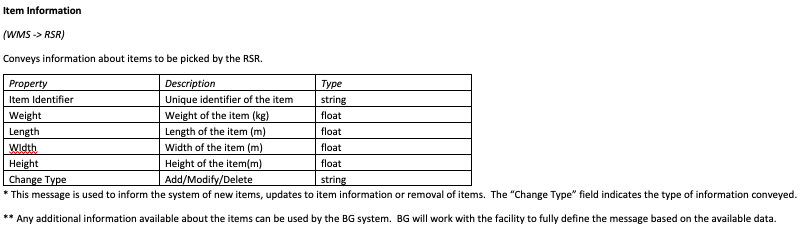 Item Information
(WMS -> RSR)
Conveys information about items to be picked by the RSR.
Property Description Type
Item Identifier Unique identifier of the item string
Weight Weight of the item (kg) float
Length Length of the item (m) float
WIdth Width of the item (m) float
Height Height of the item(m) float
Change Type Add/Modify/Delete string
* This message is used to inform the system of new items, updates to item information or removal of items. The “Change Type” field indicates the type of information conveyed.
** Any additional information available about the items can be used by the BG system. BG will work with the facility to fully define the message based on the available data.